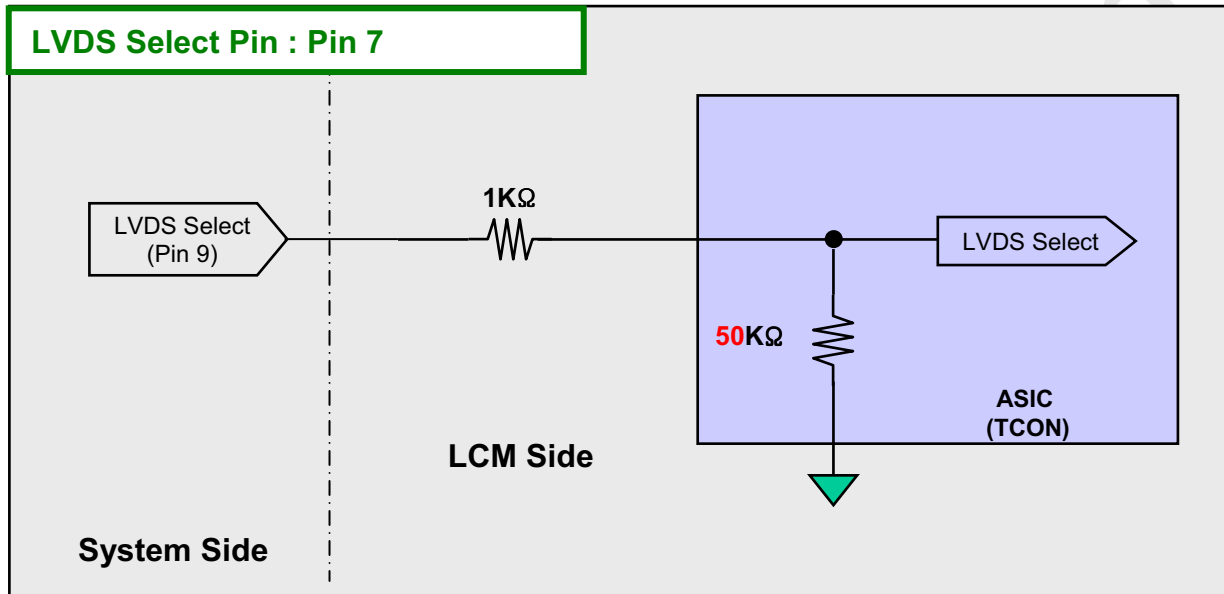 LVDS Select Pin : Pin 7
1KΩ
LVDS Select
(Pin 9)
LVDS Select
50KΩ
ASIC
(TCON)
LCM Side
System Side